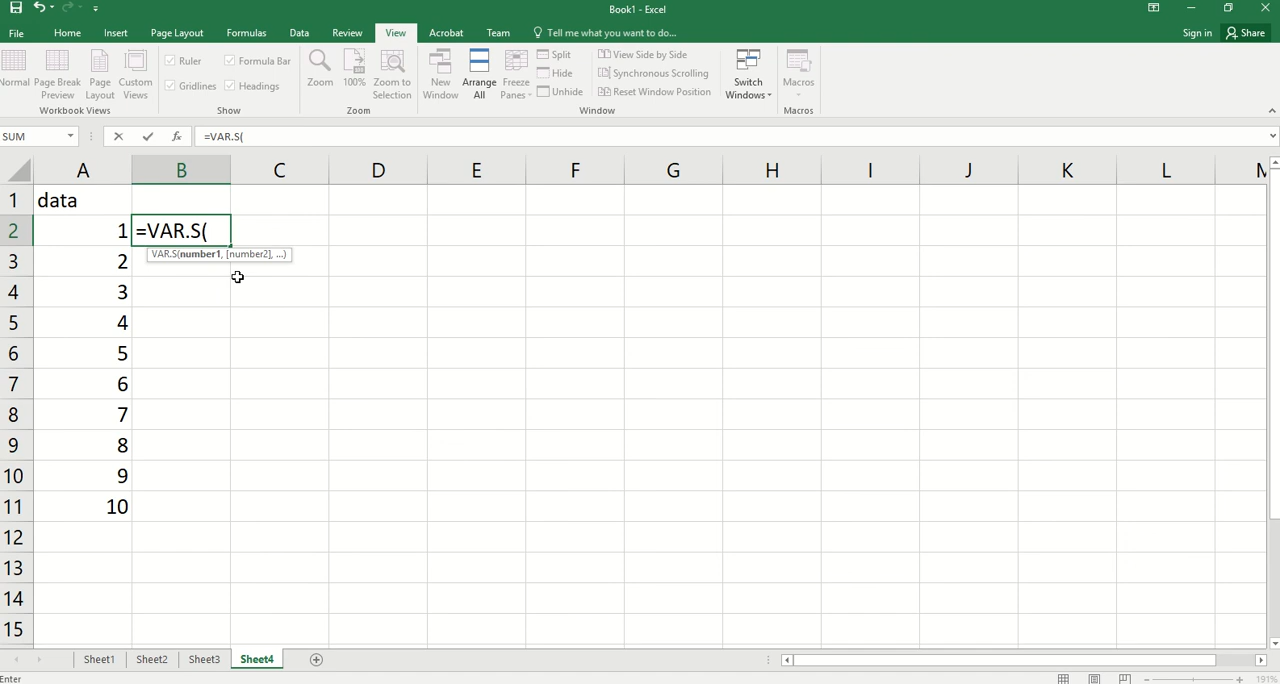 Book1 - Excel
File Home Insert Page Layout Formulas Data Review View Acrobat Team Tell me what you want to do... Sign in Share
Normal Page Break Preview Page Layout Custom Views
Ruler Formula Bar
Gridlines Headings
Zoom 100% Zoom to Selection
New Window Arrange All Freeze Panes
Split
Hide
Unhide
View Side by Side
Synchronous Scrolling
Reset Window Position
Switch Windows Macros
Workbook Views Show Zoom Window Macros
SUM fx =VAR.S(
A B C D E F G H I J K L M
1 data
2 1 =VAR.S(
VAR.S(number1, [number2], ...)
3 2
4 3
5 4
6 5
7 6
8 7
9 8
10 9
11 10
12
13
14
15
Sheet1 Sheet2 Sheet3 Sheet4
Enter 191%